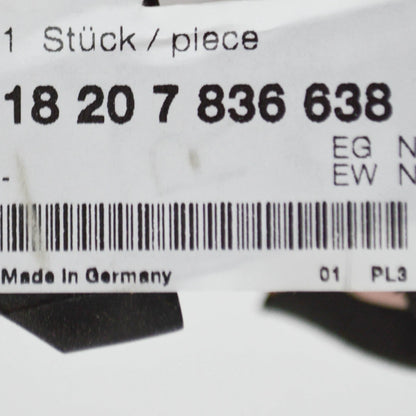 1 Stück / piece
18 20 7 836 638
EG N
- EW N
Made in Germany 01 PL3